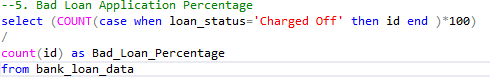 --5. Bad Loan Application Percentage
select (COUNT(case when loan_status='Charged Off' then id end )*100)
/
count(id) as Bad_Loan_Percentage
from bank_loan_data